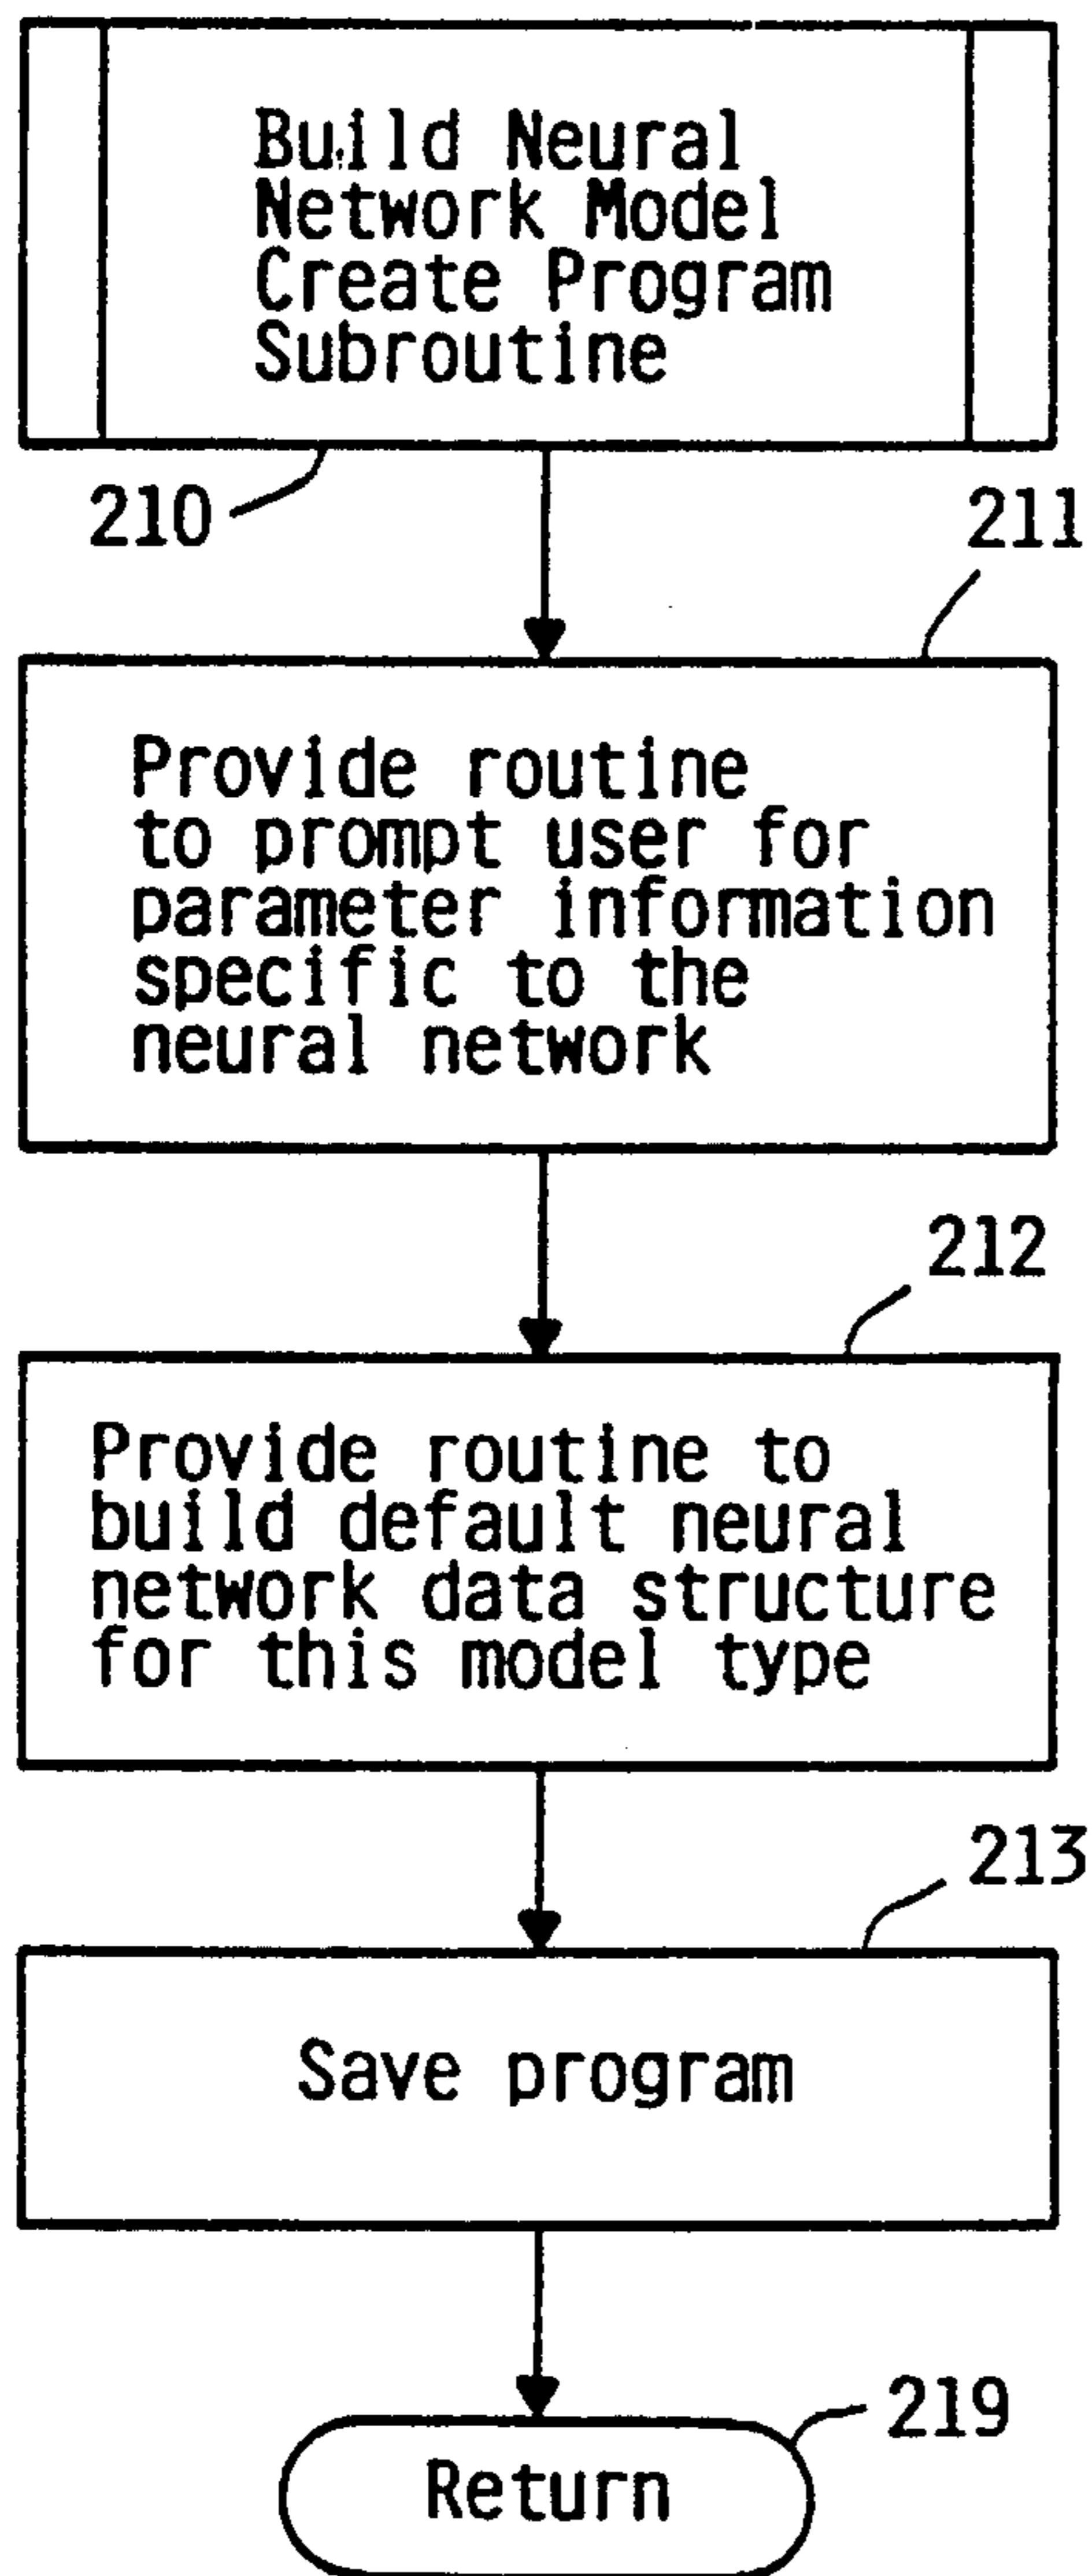 Build Neural
Network Model
Create Program
Subroutine
210
211
Provide routine
to prompt user for
parameter information
specific to the
neural network
212
Provide routine to
build default neural
network data structure
for this model type
213
Save program
219
Return